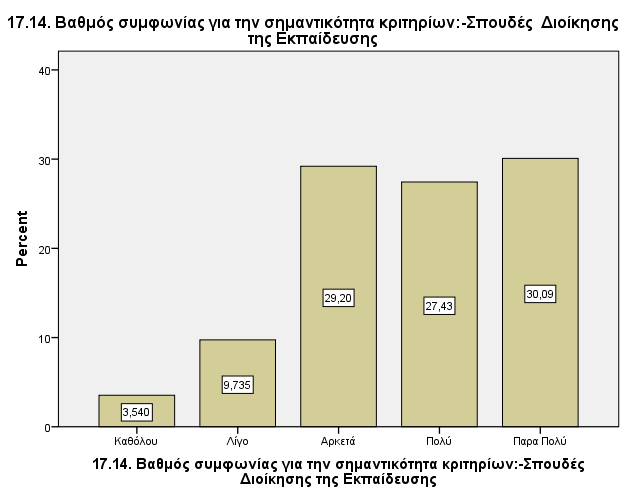 17.14. Βαθμός συμφωνίας για την σημαντικότητα κριτηρίων:-Σπουδές Διοίκησης
της Εκπαίδευσης
Percent
40
30
20
10
0
3,540
9,735
29,20
27,43
30,09
Καθόλου
Λίγο
Αρκετά
Πολύ
Παρα Πολύ
17.14. Βαθμός συμφωνίας για την σημαντικότητα κριτηρίων:-Σπουδές
Διοίκησης της Εκπαίδευσης